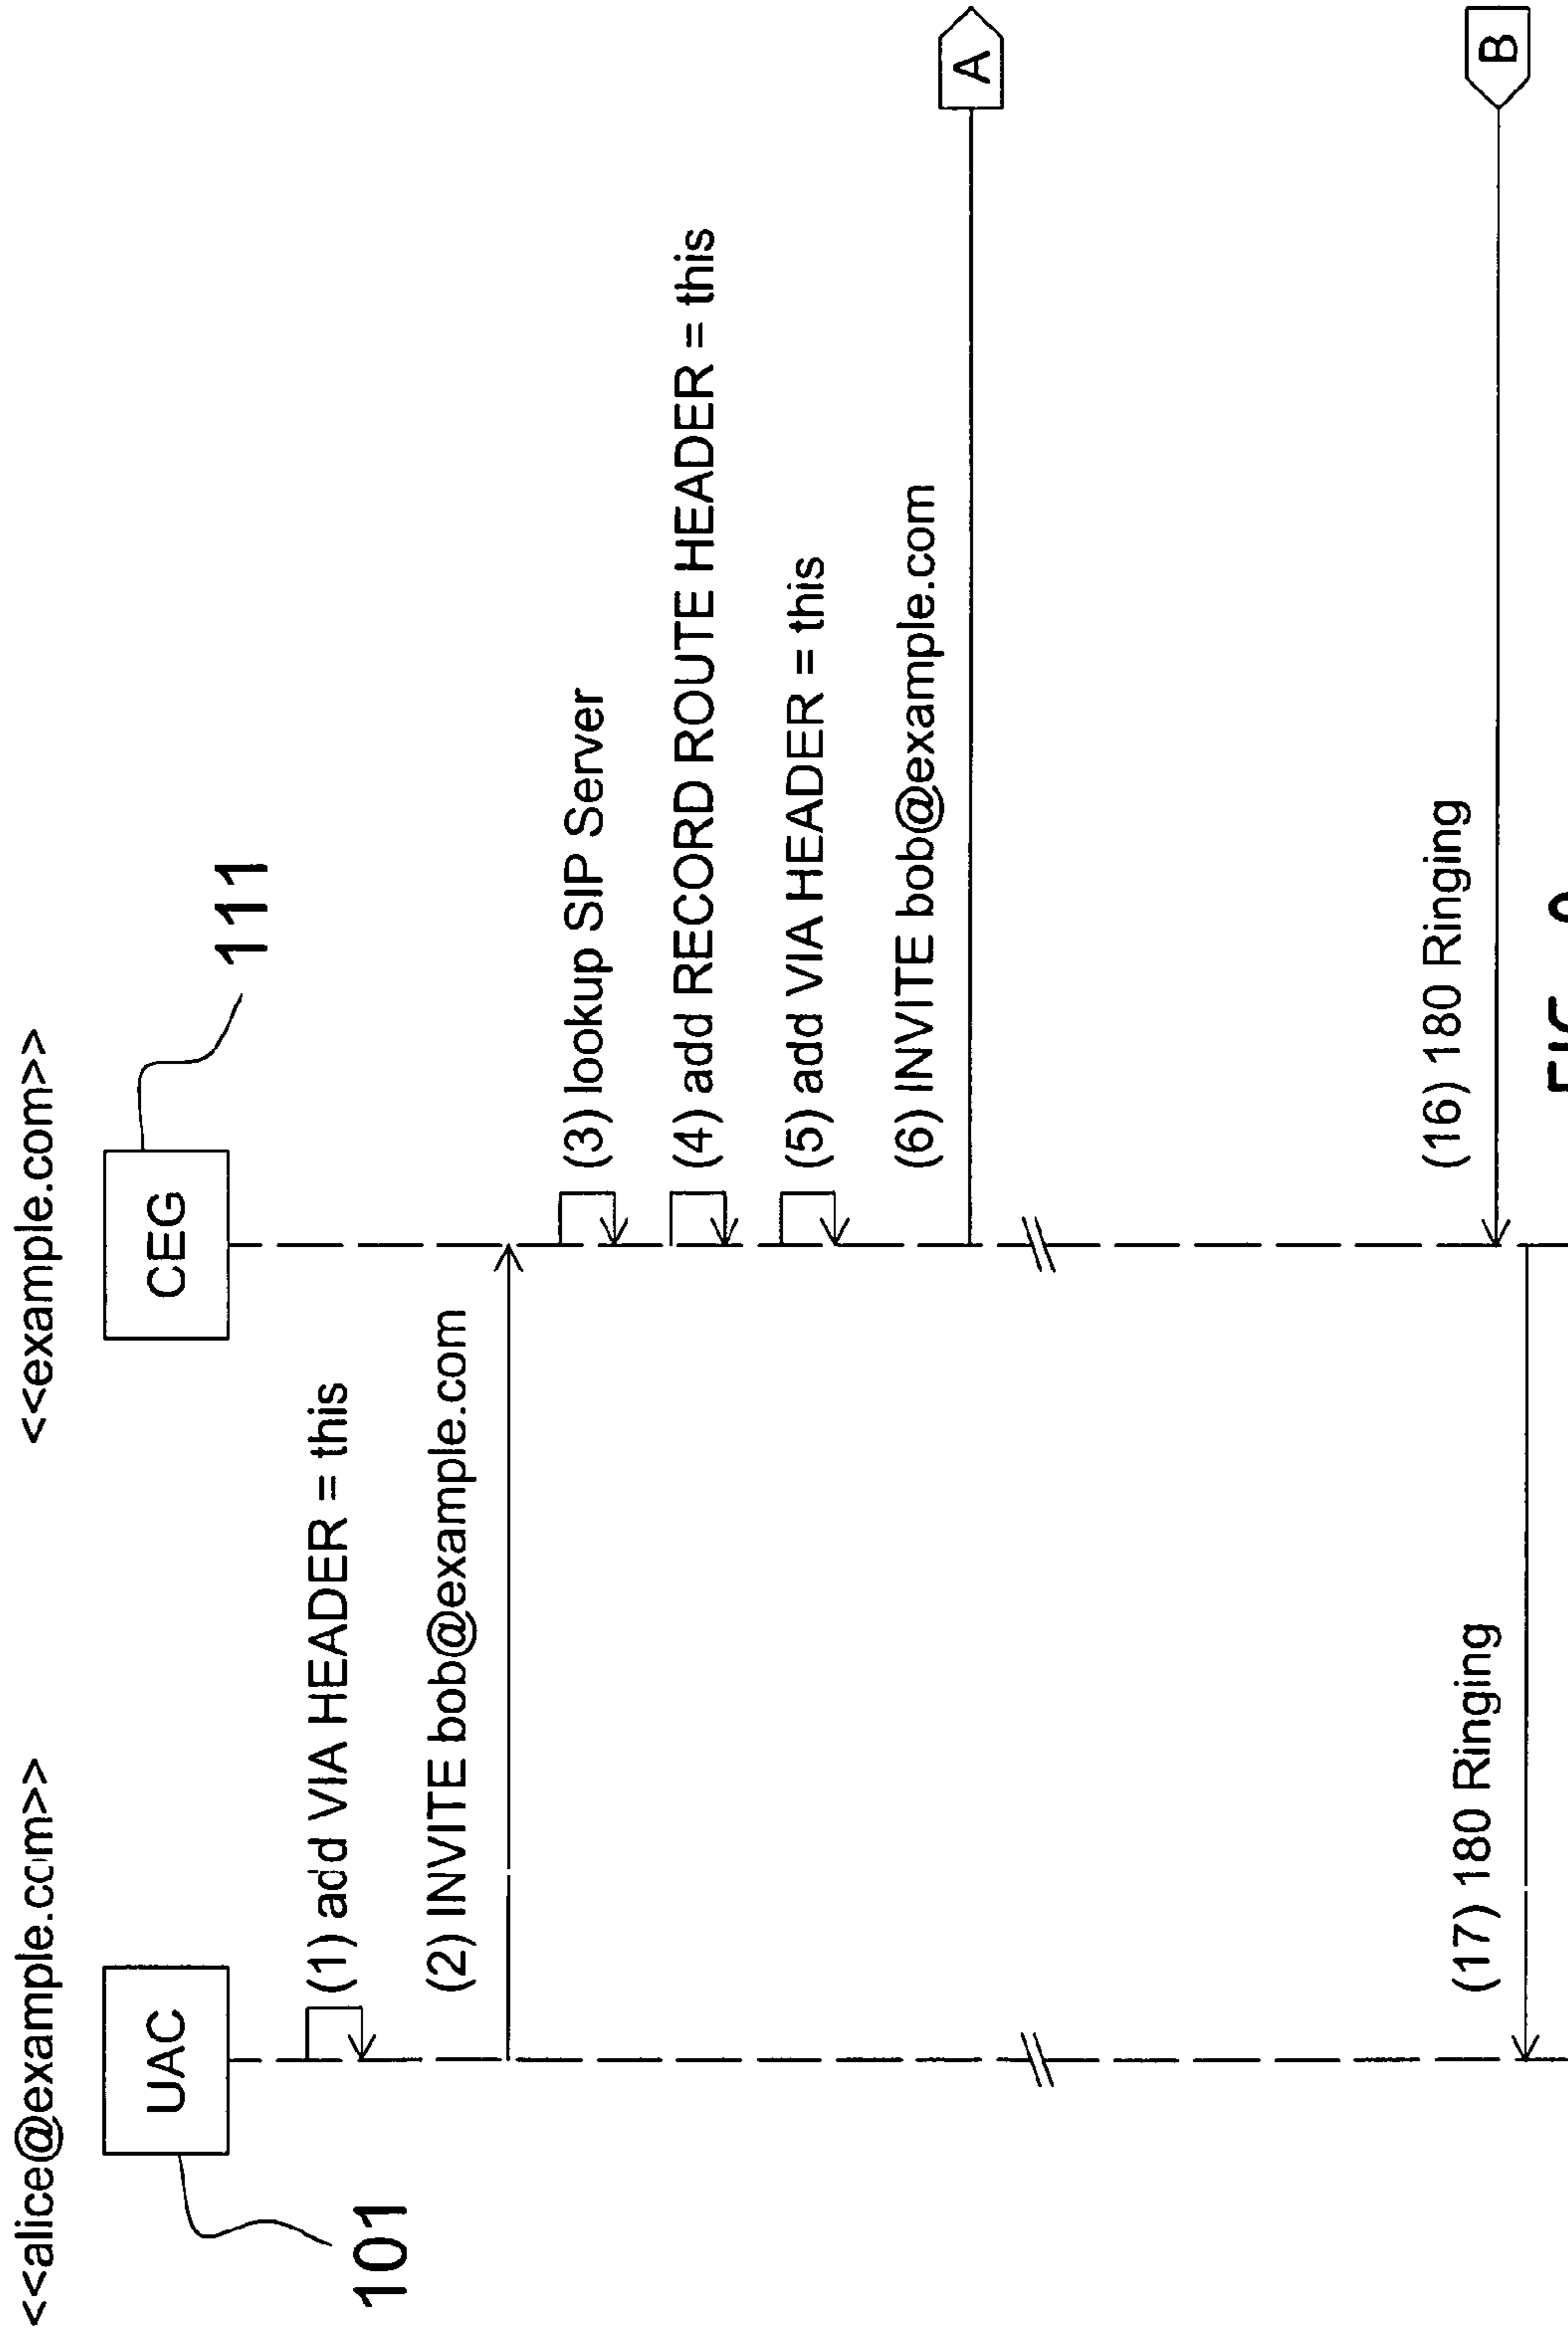 <<alice@example.com>>
<<example.com>>
UAC
CEG
101
111
(1) add VIA HEADER = this
(2) INVITE bob@example.com
(3) lookup SIP Server
(4) add RECORD ROUTE HEADER = this
(5) add VIA HEADER = this
(6) INVITE bob@example.com
A
(16) 180 Ringing
B
(17) 180 Ringing